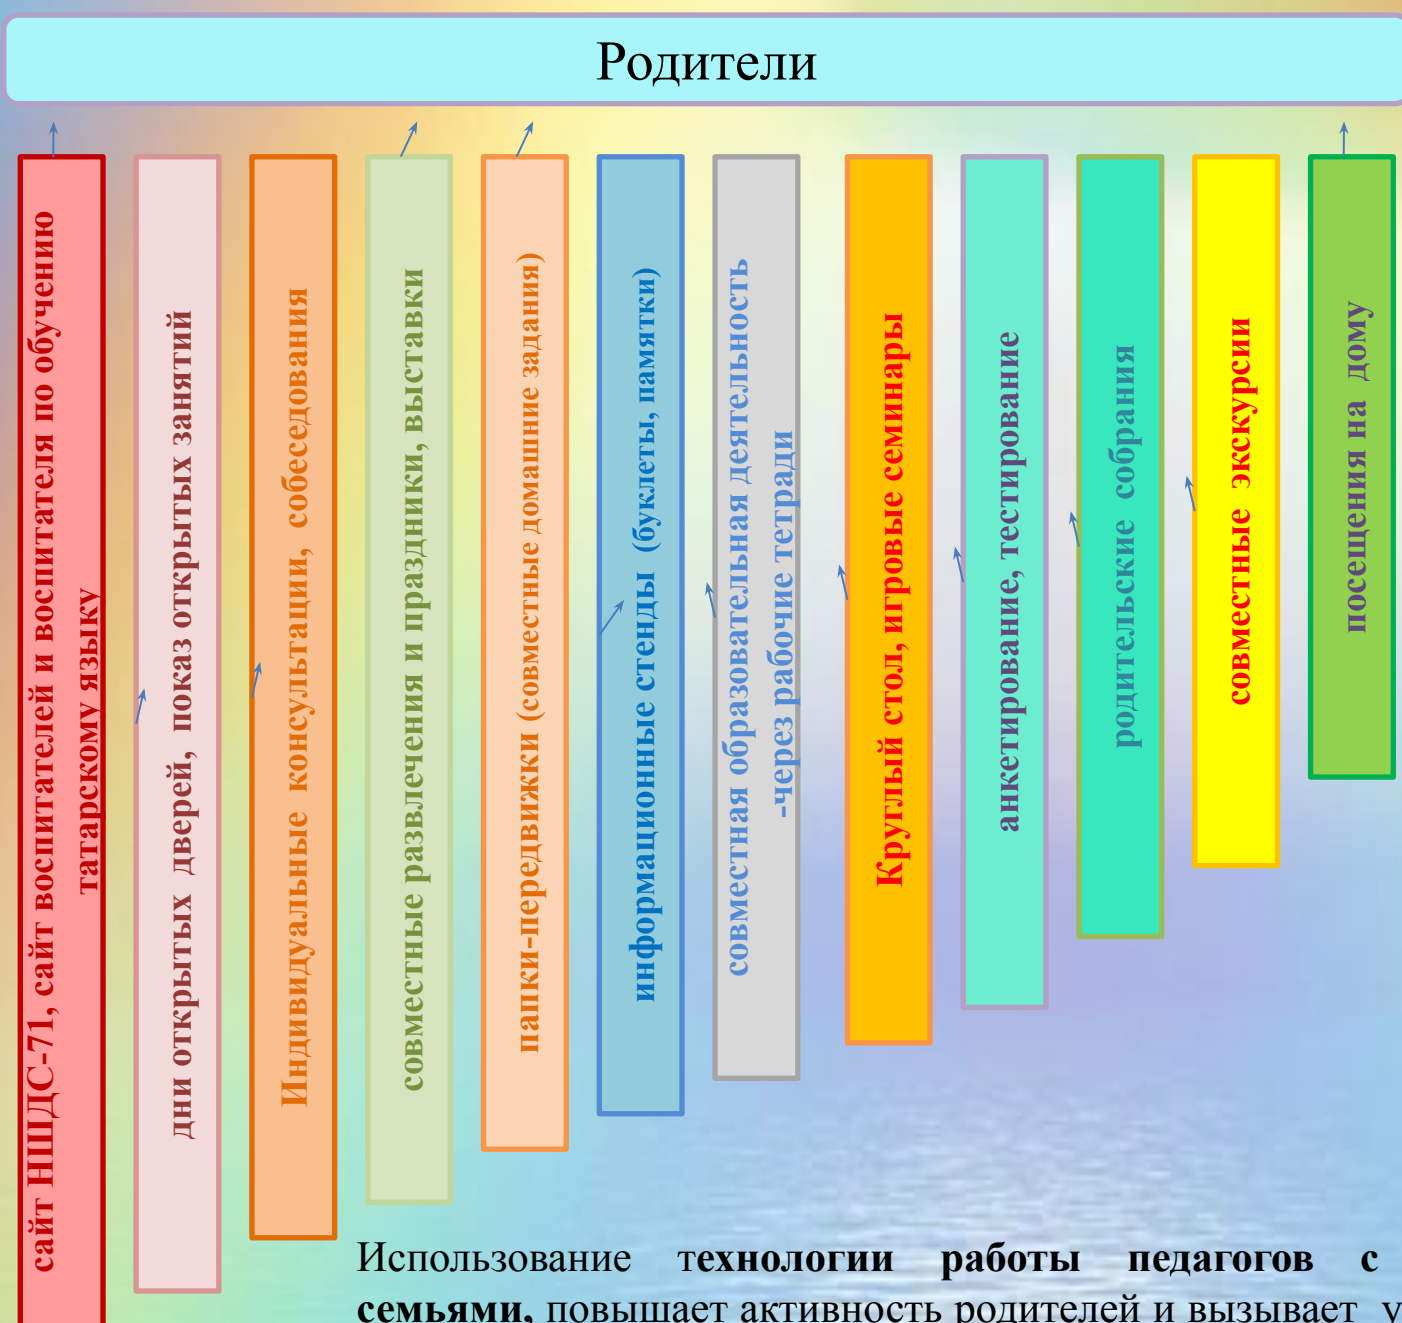 Родители
сайт НШДС-71, сайт воспитателей и воспитателя по обучению
татарскому языку
дни открытых дверей, показ открытых занятий
Индивидуальные консультации, собеседования
совместные развлечения и праздники, выставки
папки-передвижки (совместные домашние задания)
информационные стенды (буклеты, памятки)
совместная образовательная деятельность
-через рабочие тетради
Круглый стол, игровые семинары
анкетирование, тестирование
родительские собрания
совместные экскурсии
посещения на дому
Использование технологии работы педагогов с
семьями, повышает активность родителей и вызывает у